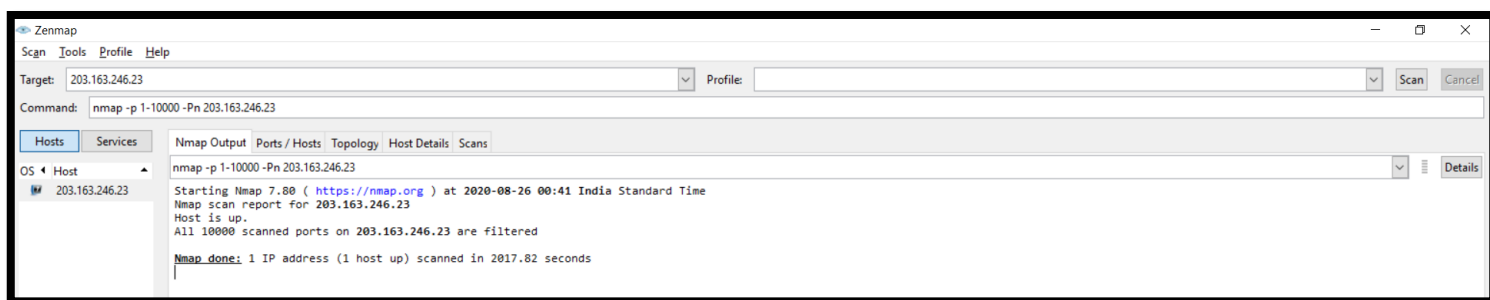 Zenmap
Scan Tools Profile Help
Target: 203.163.246.23 Profile: Scan Cancel
Command: nmap -p 1-10000 -Pn 203.163.246.23
Hosts Services Nmap Output Ports / Hosts Topology Host Details Scans
OS Host nmap -p 1-10000 -Pn 203.163.246.23 Details
203.163.246.23
Starting Nmap 7.80 ( https://nmap.org ) at 2020-08-26 00:41 India Standard Time
Nmap scan report for 203.163.246.23
Host is up.
All 10000 scanned ports on 203.163.246.23 are filtered
Nmap done: 1 IP address (1 host up) scanned in 2017.82 seconds